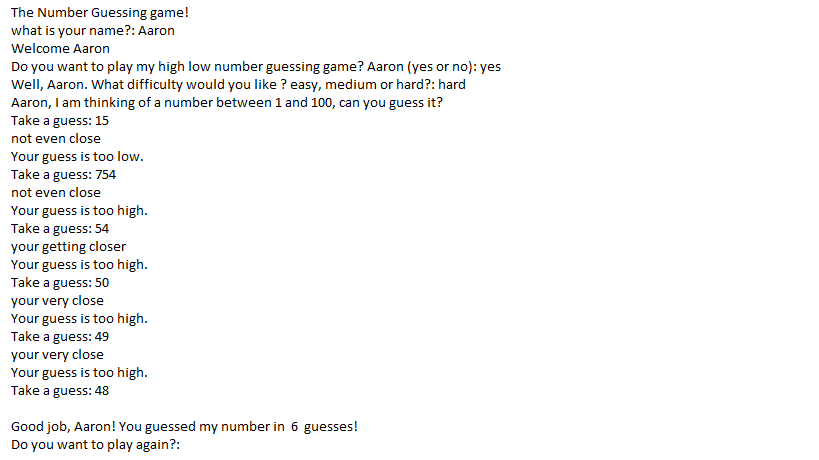 The Number Guessing game!
what is your name?: Aaron
Welcome Aaron
Do you want to play my high low number guessing game? Aaron (yes or no): yes
Well, Aaron. What difficulty would you like ? easy, medium or hard?: hard
Aaron, I am thinking of a number between 1 and 100, can you guess it?
Take a guess: 15
not even close
Your guess is too low.
Take a guess: 754
not even close
Your guess is too high.
Take a guess: 54
your getting closer
Your guess is too high.
Take a guess: 50
your very close
Your guess is too high.
Take a guess: 49
your very close
Your guess is too high.
Take a guess: 48
Good job, Aaron! You guessed my number in  6  guesses!
Do you want to play again?: